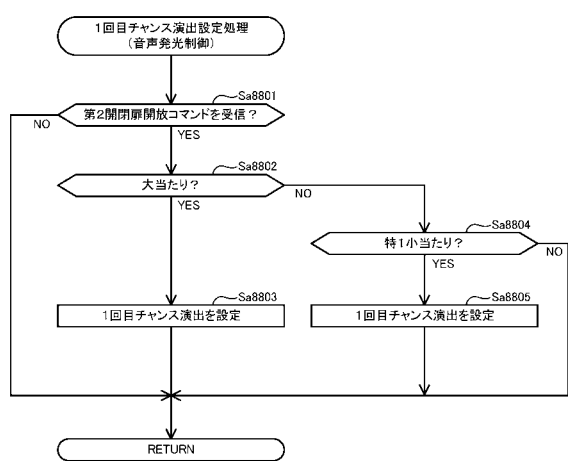 1回目チャンス演出設定処理
(音声発光制御)
Sa8801
第2開閉扉開放コマンドを受信?
NO
YES
Sa8802
大当たり?
NO
YES
Sa8804
特1小当たり?
NO
YES
Sa8803
1回目チャンス演出を設定
Sa8805
1回目チャンス演出を設定
RETURN